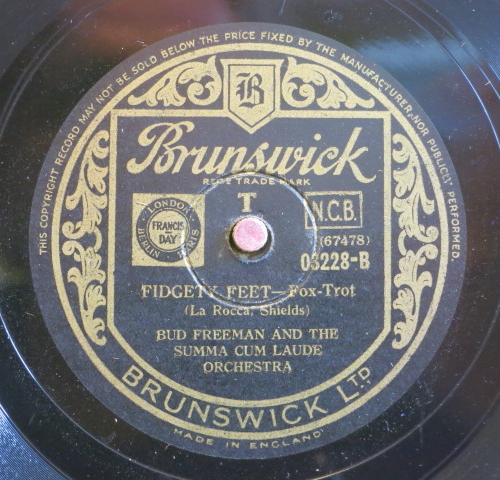 THIS COPYRIGHT RECORD MAY NOT BE SOLD BELOW THE PRICE FIXED BY THE MANUFACTURER, NOR PUBLICLY PERFORMED.
B
Brunswick
REGD TRADE MARK
T
LONDON
FRANCIS
DAY
BERLIN PARIS
N.C.B.
(67478)
03228-B
FIDGETY FEET—Fox-Trot
(La Rocca, Shields)
BUD FREEMAN AND THE
SUMMA CUM LAUDE
ORCHESTRA
BRUNSWICK LTD
MADE IN ENGLAND